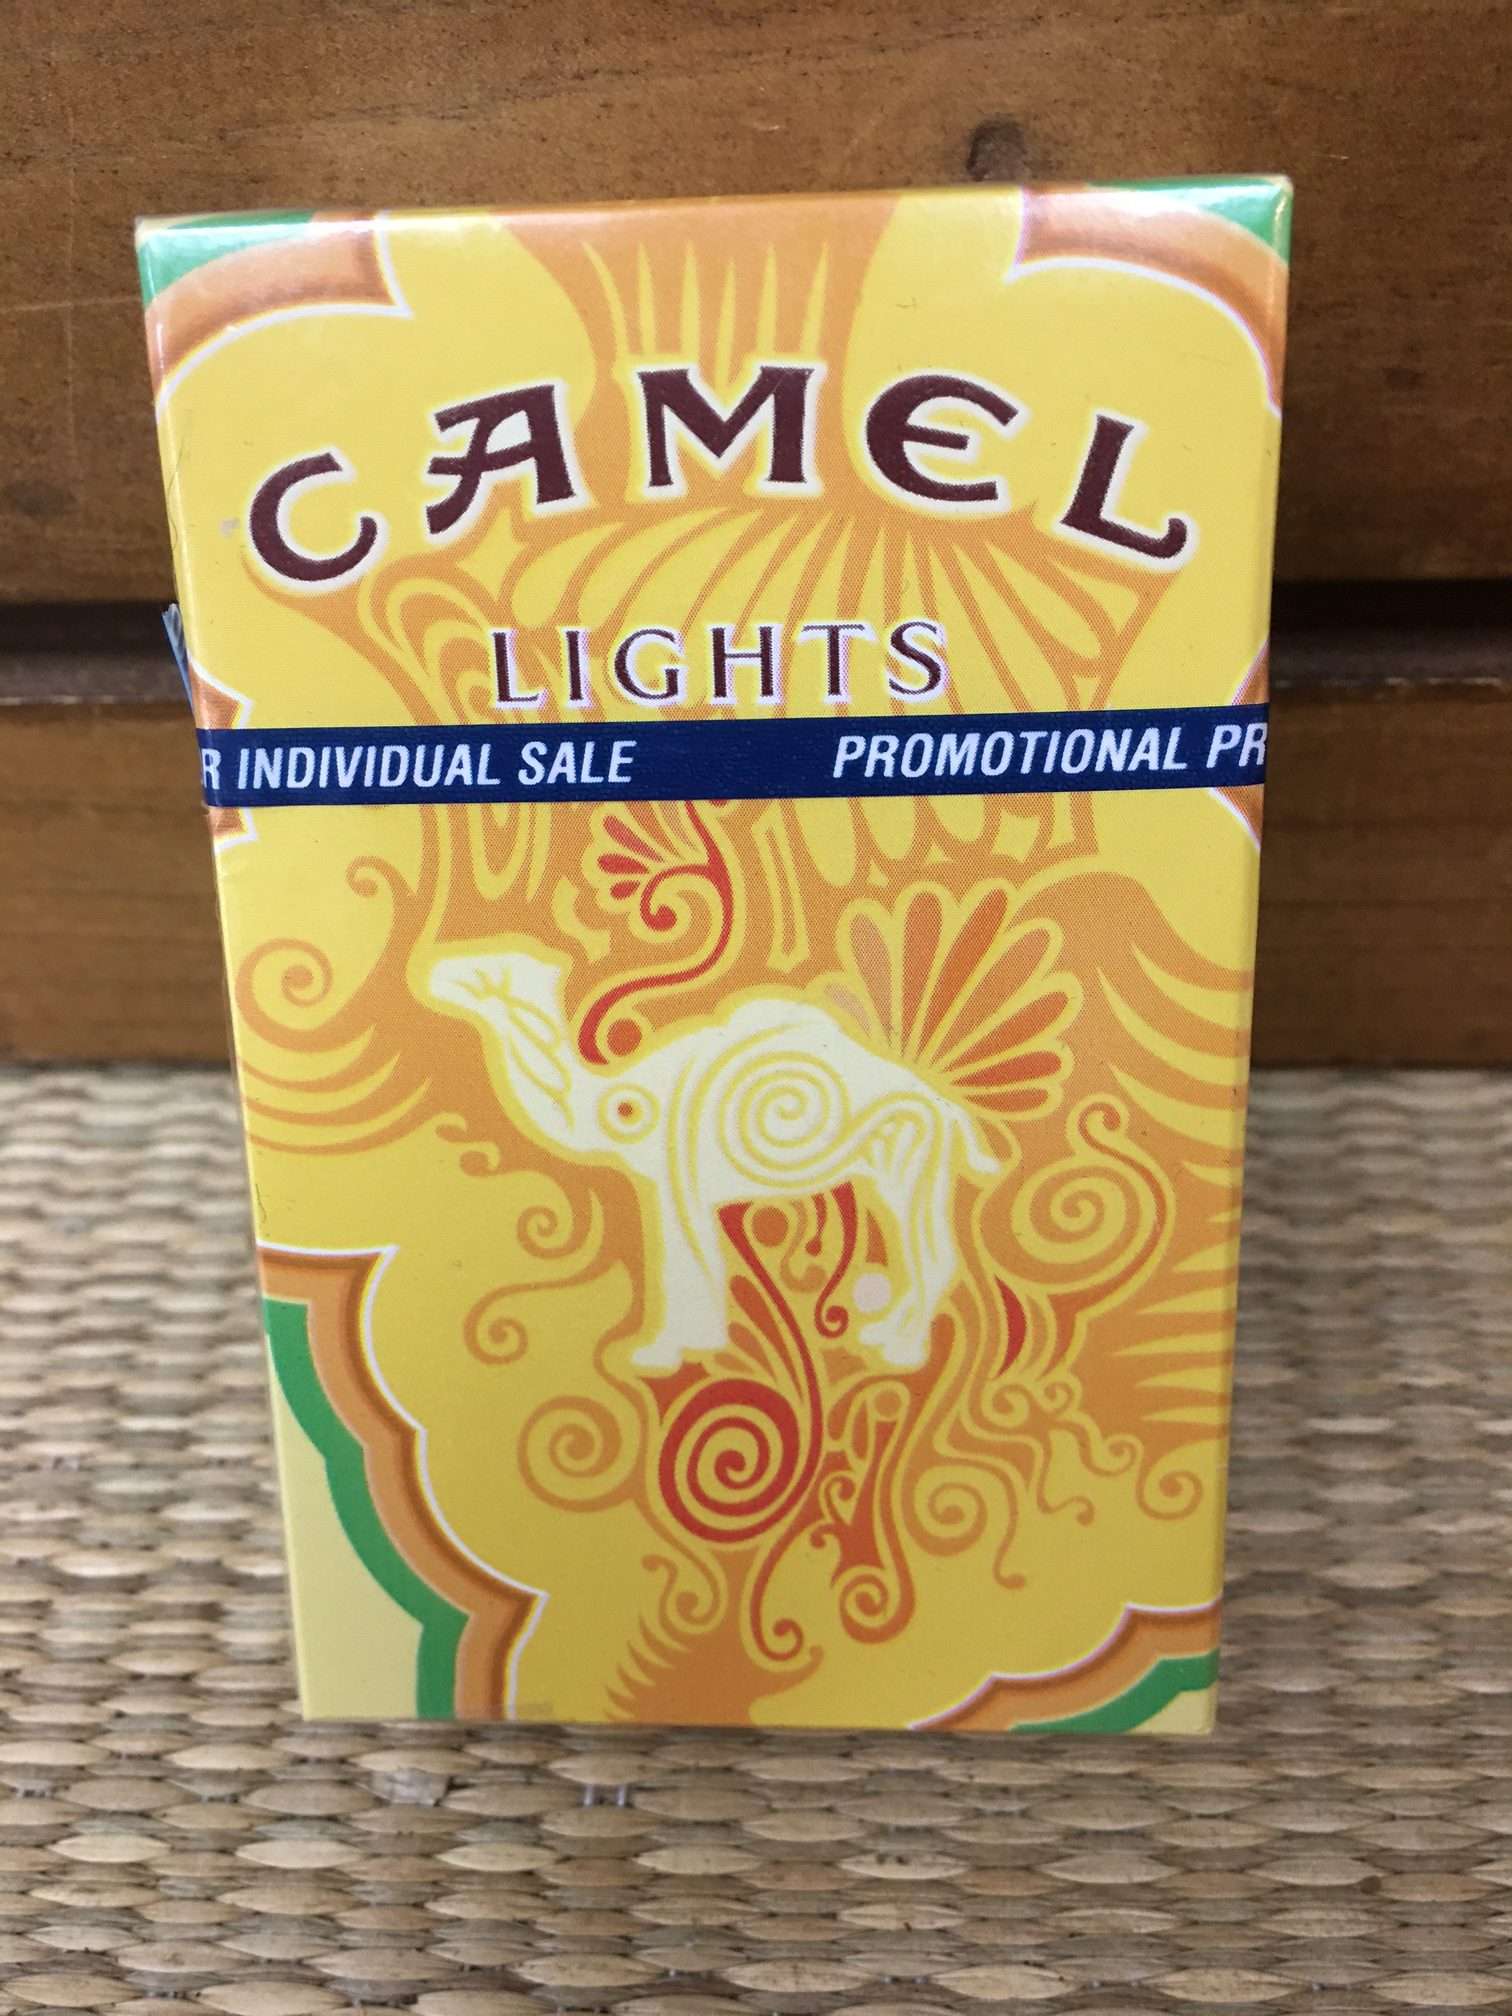 CAMEL
LIGHTS
R INDIVIDUAL SALE PROMOTIONAL PR